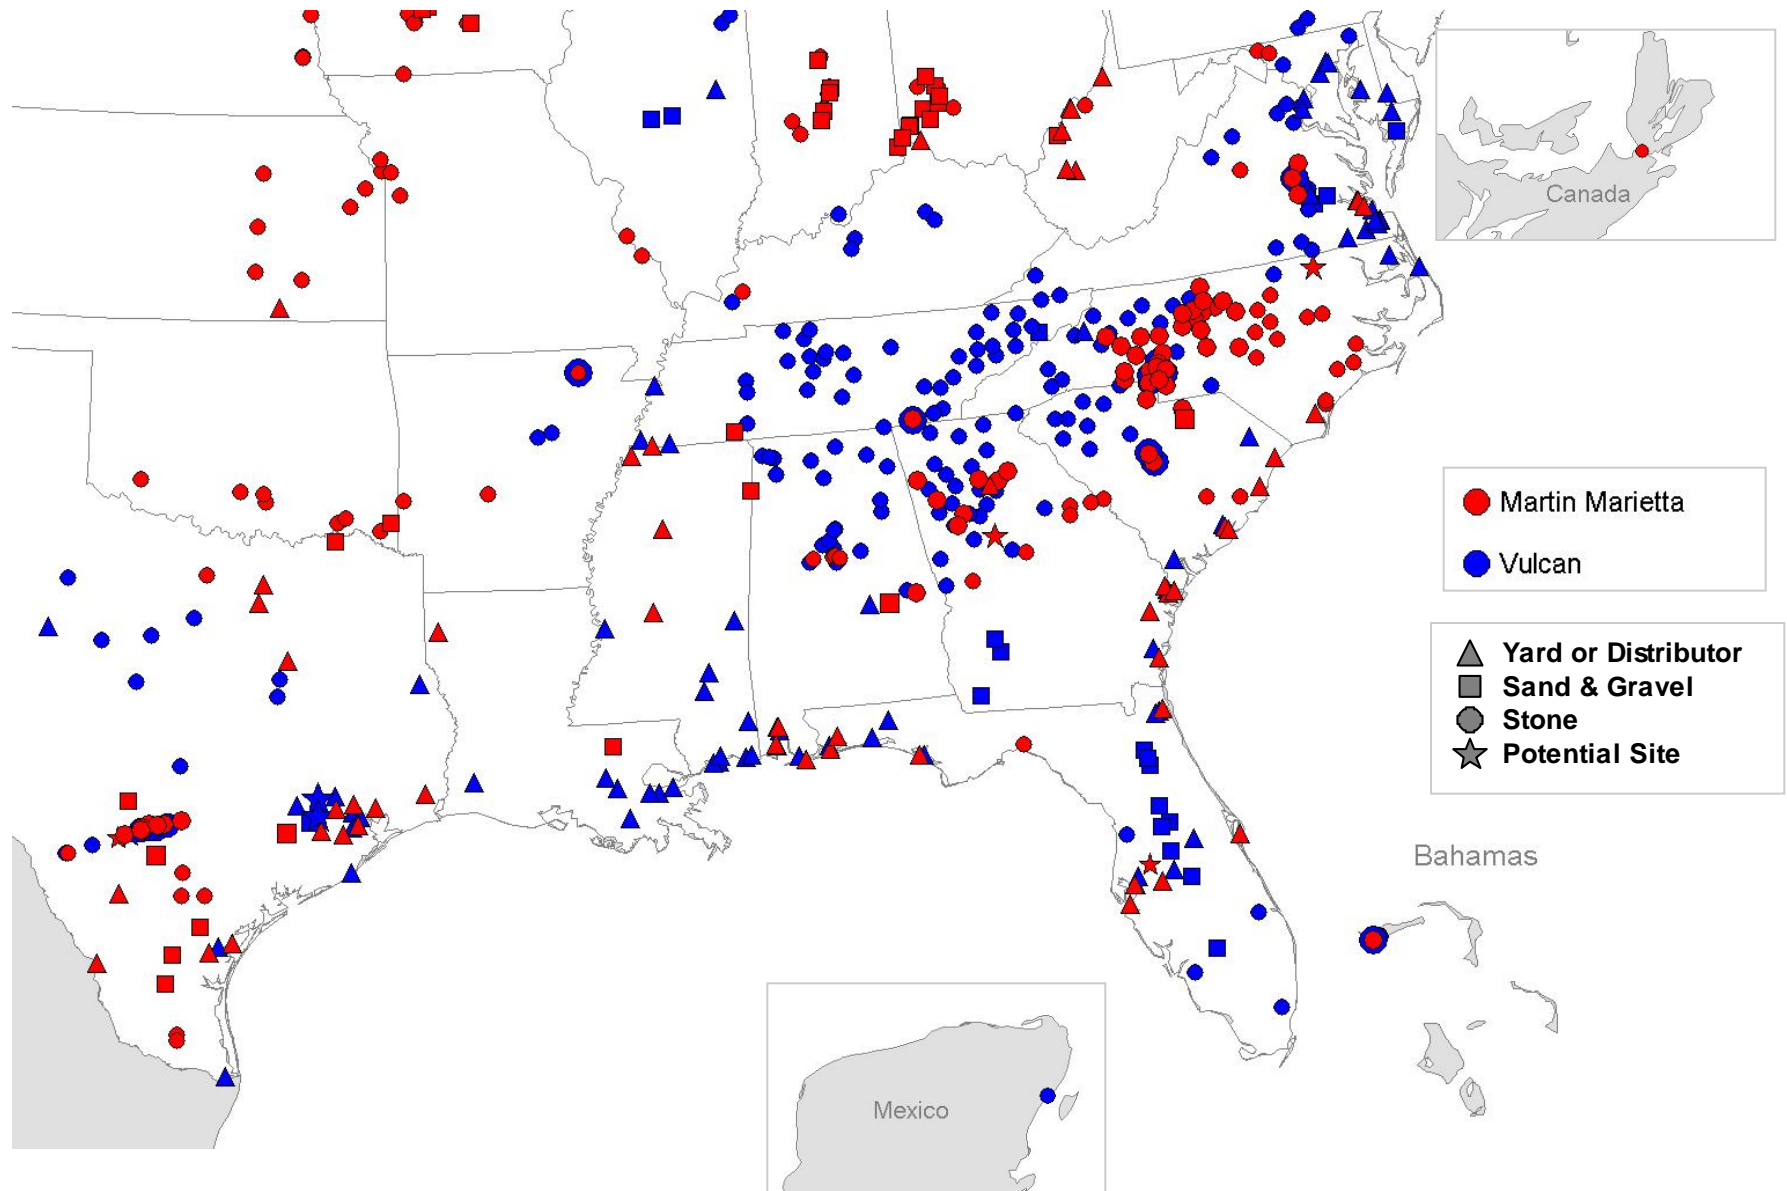 Canada
Martin Marietta
Vulcan
Yard or Distributor
Sand & Gravel
Stone
Potential Site
Bahamas
Mexico